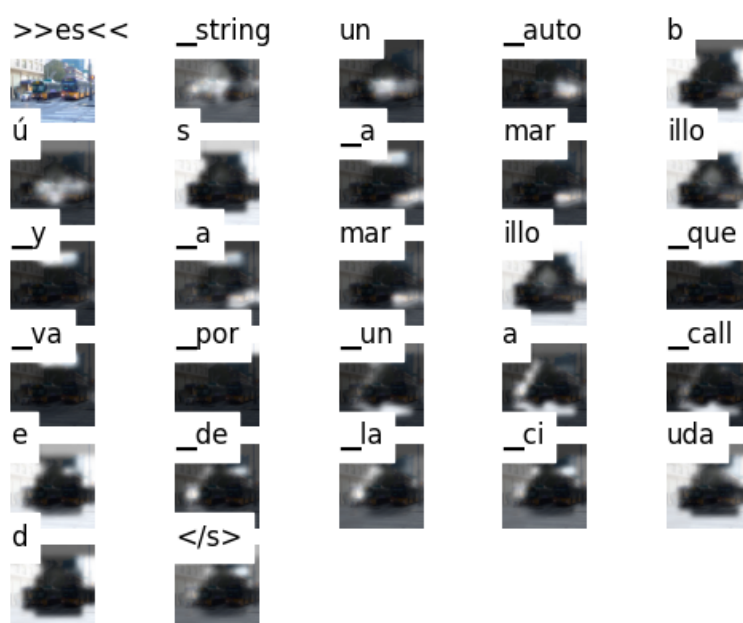 >>es<< _string un _auto b
ú s _a mar illo
_y _a mar illo _que
_va _por _un a _call
e _de _la _ci uda
d </s>